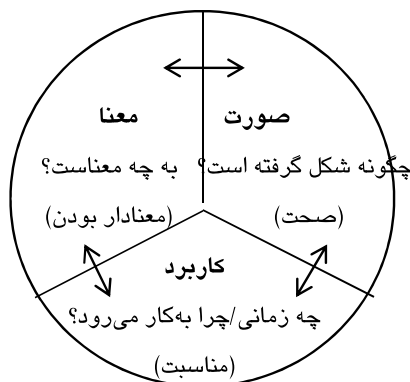 صورت
چگونه شکل گرفته است؟
(صحت)
معنا
به چه معناست؟
(معنادار بودن)
کاربرد
چه زمانی/چرا به‌کار می‌رود؟
(مناسبت)